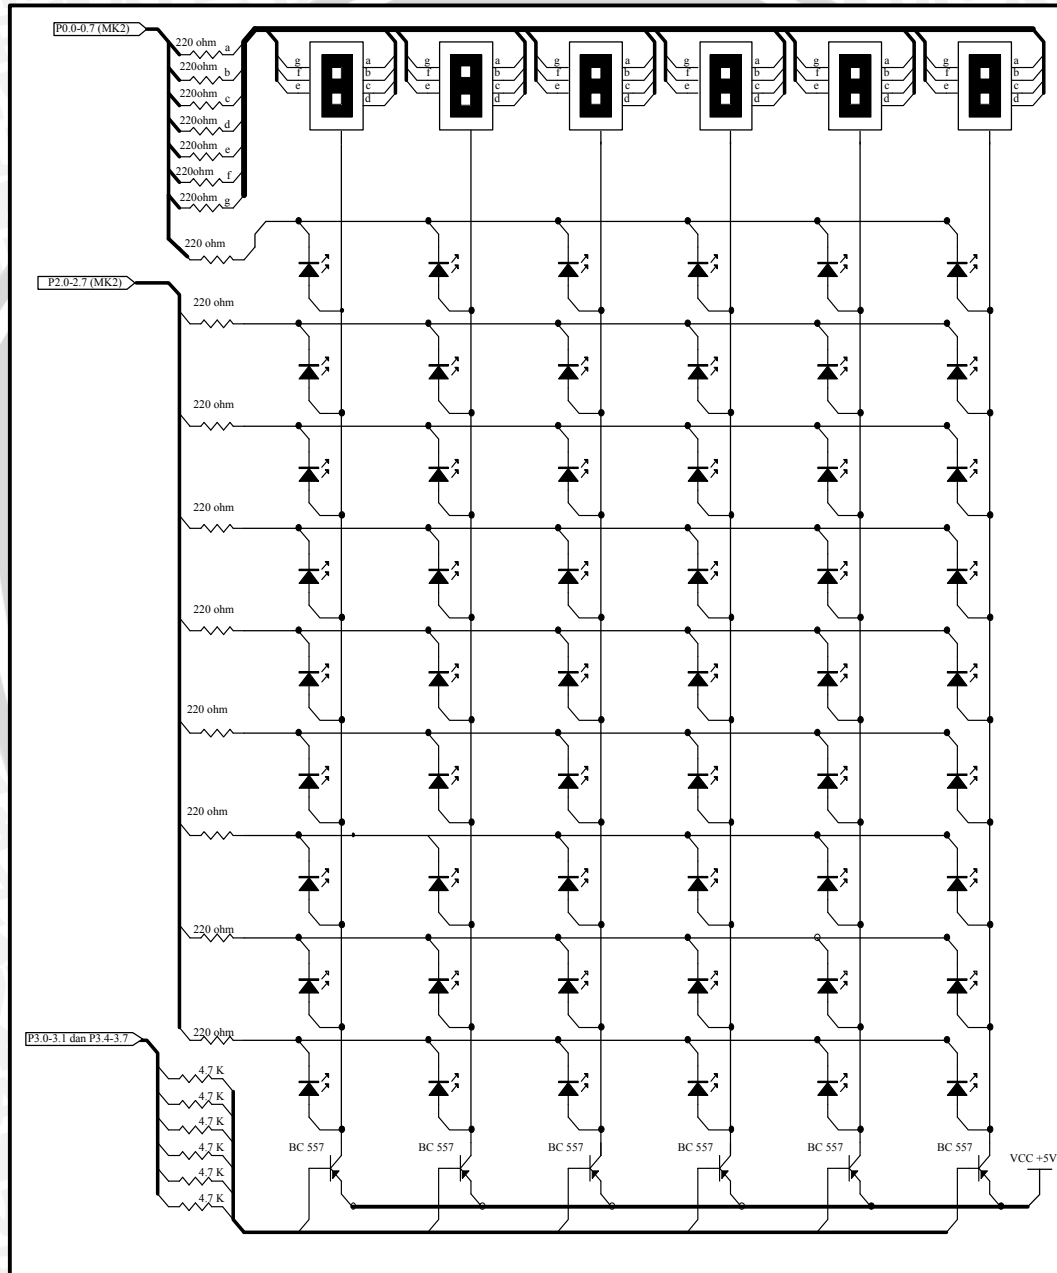 P0.0-0.7 (MK2)
220 ohm a
220ohm b
220ohm c
220ohm d
220ohm e
220ohm f
220ohm g
g f e a b c d
g f e a b c d
g f e a b c d
g f e a b c d
g f e a b c d
g f e a b c d
220 ohm
P2.0-2.7 (MK2)
220 ohm
220 ohm
220 ohm
220 ohm
220 ohm
220 ohm
220 ohm
220 ohm
P3.0-3.1 dan P3.4-3.7
4.7 K
4.7 K
4.7 K
4.7 K
4.7 K
4.7 K
BC 557 BC 557 BC 557 BC 557 BC 557 BC 557
VCC +5V